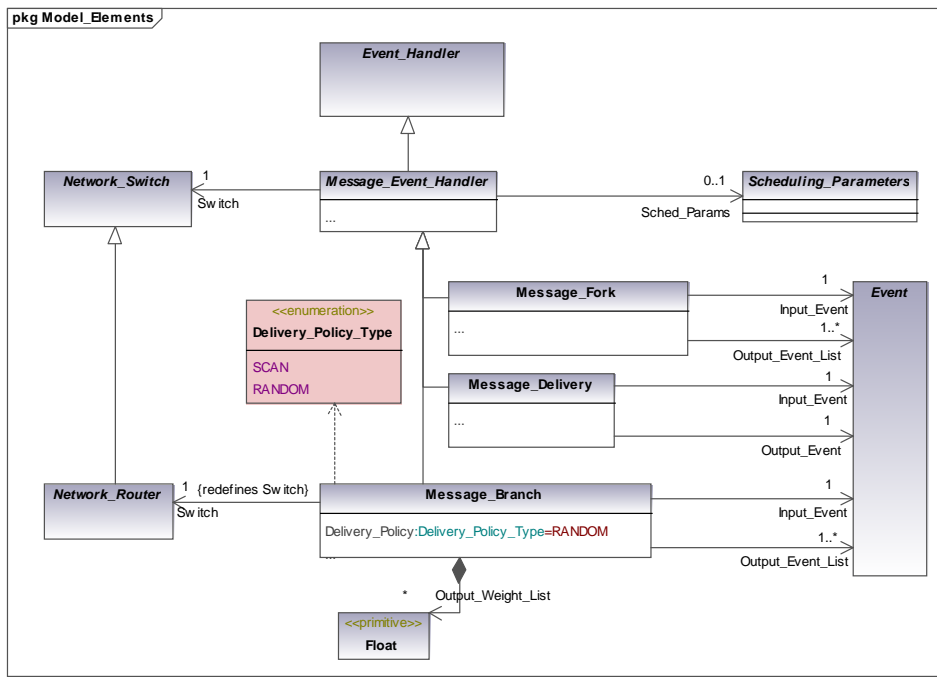 pkg Model_Elements
Event_Handler
Network_Switch
1
Switch
Message_Event_Handler
...
0..1
Sched_Params
Scheduling_Parameters
<<enumeration>>
Delivery_Policy_Type
SCAN
RANDOM
Message_Fork
...
1
Input_Event
1..*
Output_Event_List
Event
Message_Delivery
...
1
Input_Event
1
Output_Event
Network_Router
1
{redefines Switch}
Switch
Message_Branch
Delivery_Policy:Delivery_Policy_Type=RANDOM
...
1
Input_Event
1..*
Output_Event_List
*
Output_Weight_List
<<primitive>>
Float